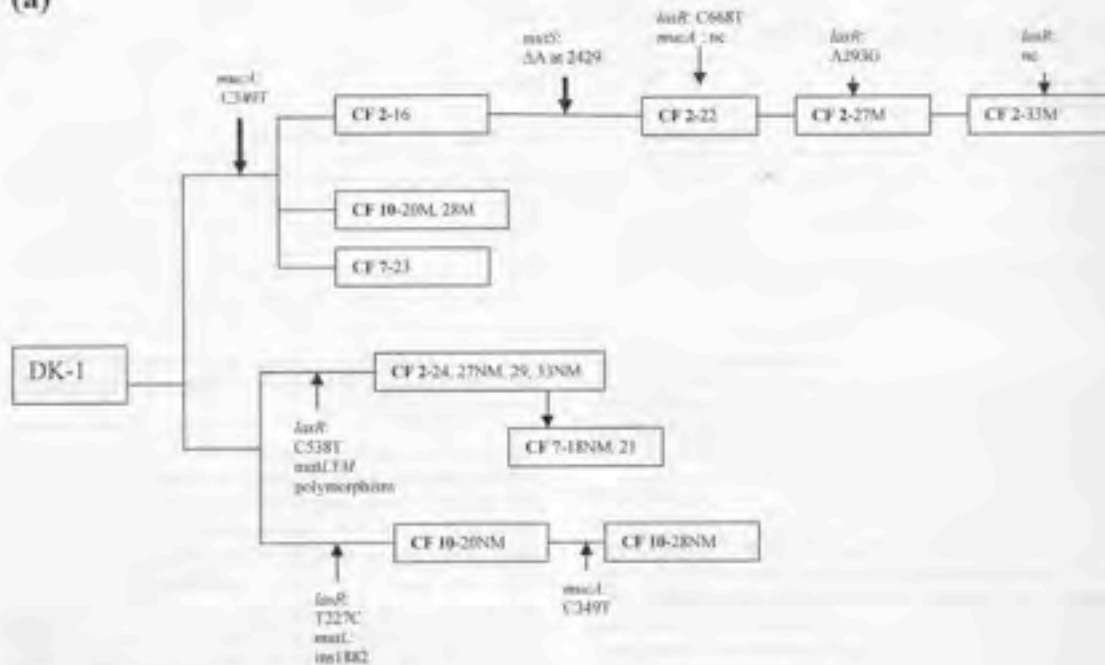 (a)
lasR: C668T
mucA : nc
lasR:
nc
mutS:
ΔA at 2429
lasR:
A293G
mucA:
C349T
CF 2-16
CF 2-22
CF 2-27M
CF 2-33M
CF 10-20M, 28M
CF 7-23
DK-1
CF 2-24, 27NM, 29, 33NM
lasR:
C538T
polymorphism
CF 7-18NM, 21
CF 10-20NM
CF 10-28NM
lasR:
T227C
mutL:
ins1882
mucA:
C349T